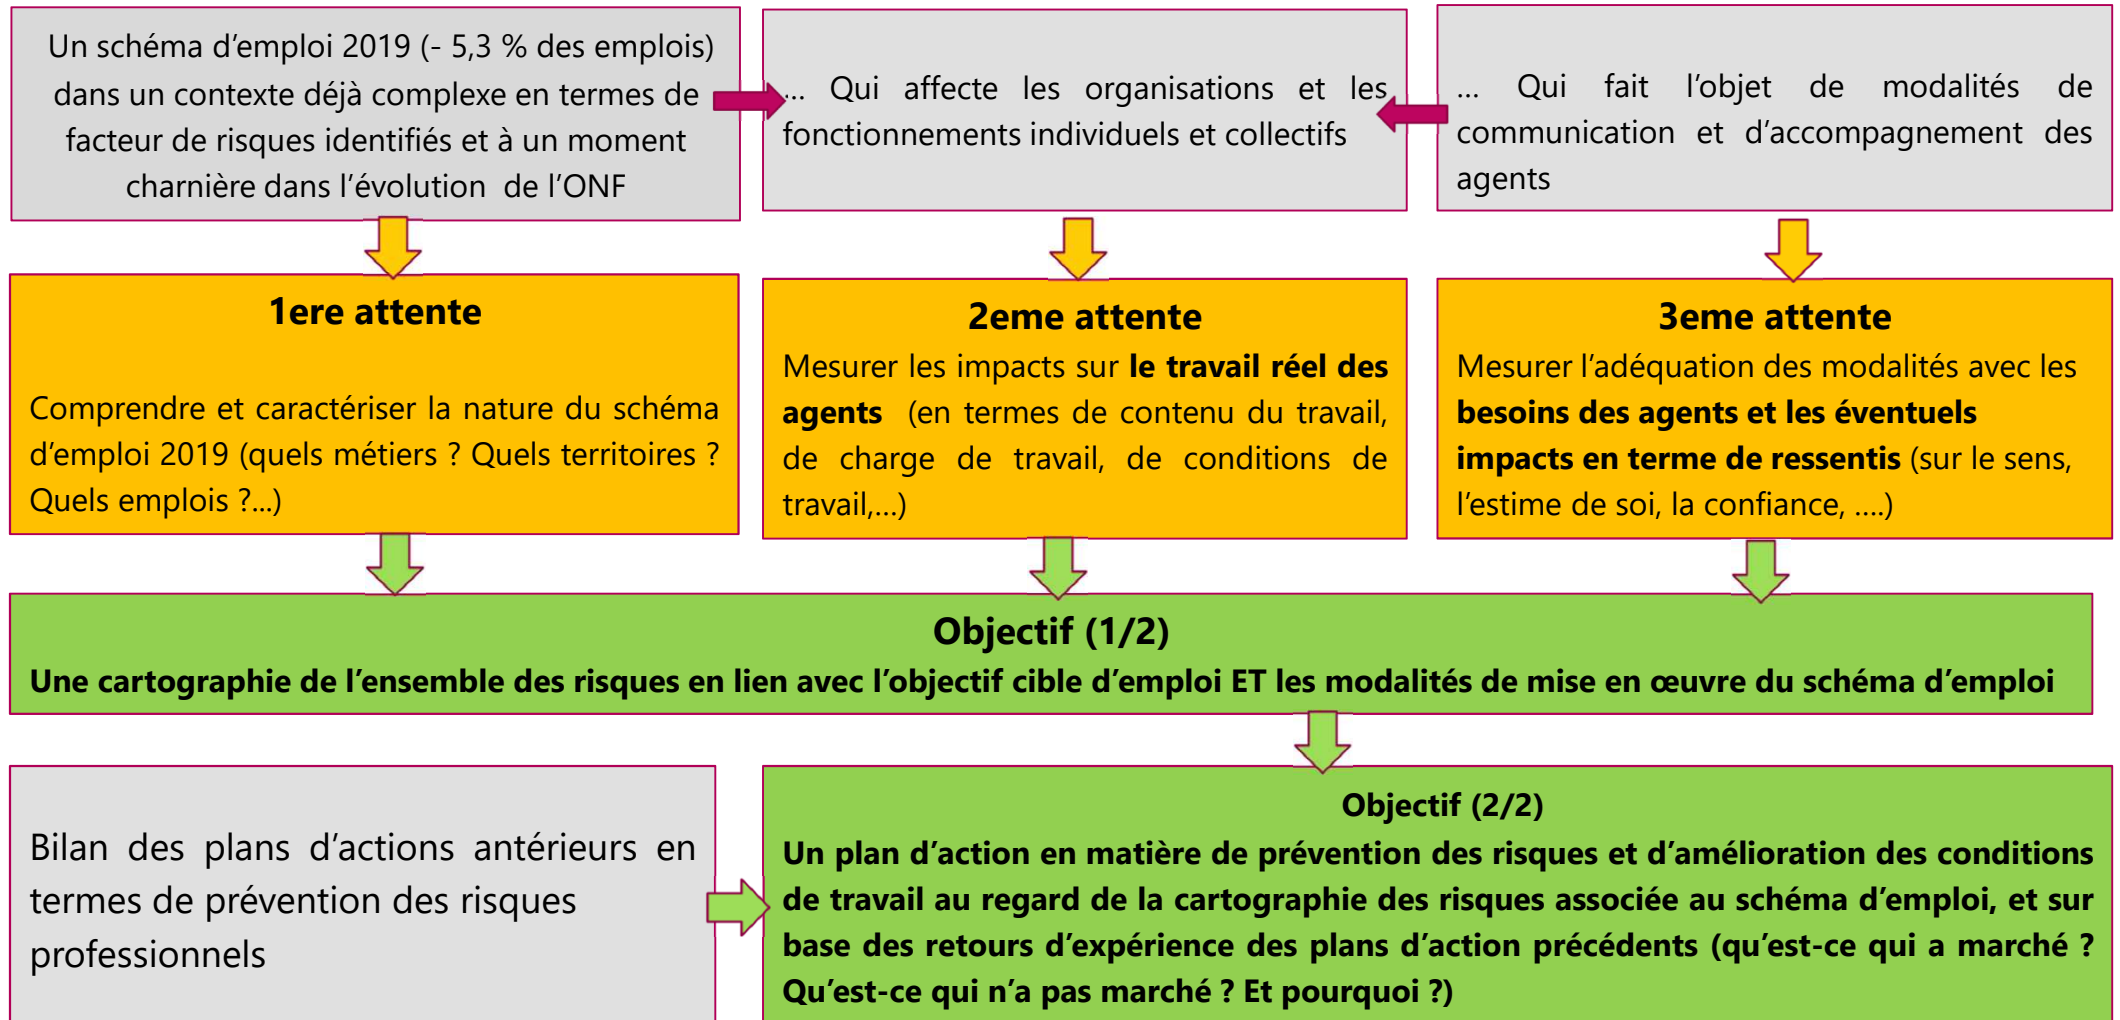 Un schéma d'emploi 2019 (- 5,3 % des emplois)
dans un contexte déjà complexe en termes de
facteur de risques identifiés et à un moment
charnière dans l'évolution de l'ONF
... Qui affecte les organisations et les
fonctionnements individuels et collectifs
... Qui fait l'objet de modalités de
communication et d'accompagnement des
agents
1ere attente
Comprendre et caractériser la nature du schéma
d'emploi 2019 (quels métiers ? Quels territoires ?
Quels emplois ?...)
2eme attente
Mesurer les impacts sur le travail réel des
agents (en termes de contenu du travail,
de charge de travail, de conditions de
travail,...)
3eme attente
Mesurer l'adéquation des modalités avec les
besoins des agents et les éventuels
impacts en terme de ressentis (sur le sens,
l'estime de soi, la confiance, ....)
Objectif (1/2)
Une cartographie de l'ensemble des risques en lien avec l'objectif cible d'emploi ET les modalités de mise en œuvre du schéma d'emploi
Bilan des plans d'actions antérieurs en
termes de prévention des risques
professionnels
Objectif (2/2)
Un plan d'action en matière de prévention des risques et d'amélioration des conditions
de travail au regard de la cartographie des risques associée au schéma d'emploi, et sur
base des retours d'expérience des plans d'action précédents (qu'est-ce qui a marché ?
Qu'est-ce qui n'a pas marché ? Et pourquoi ?)